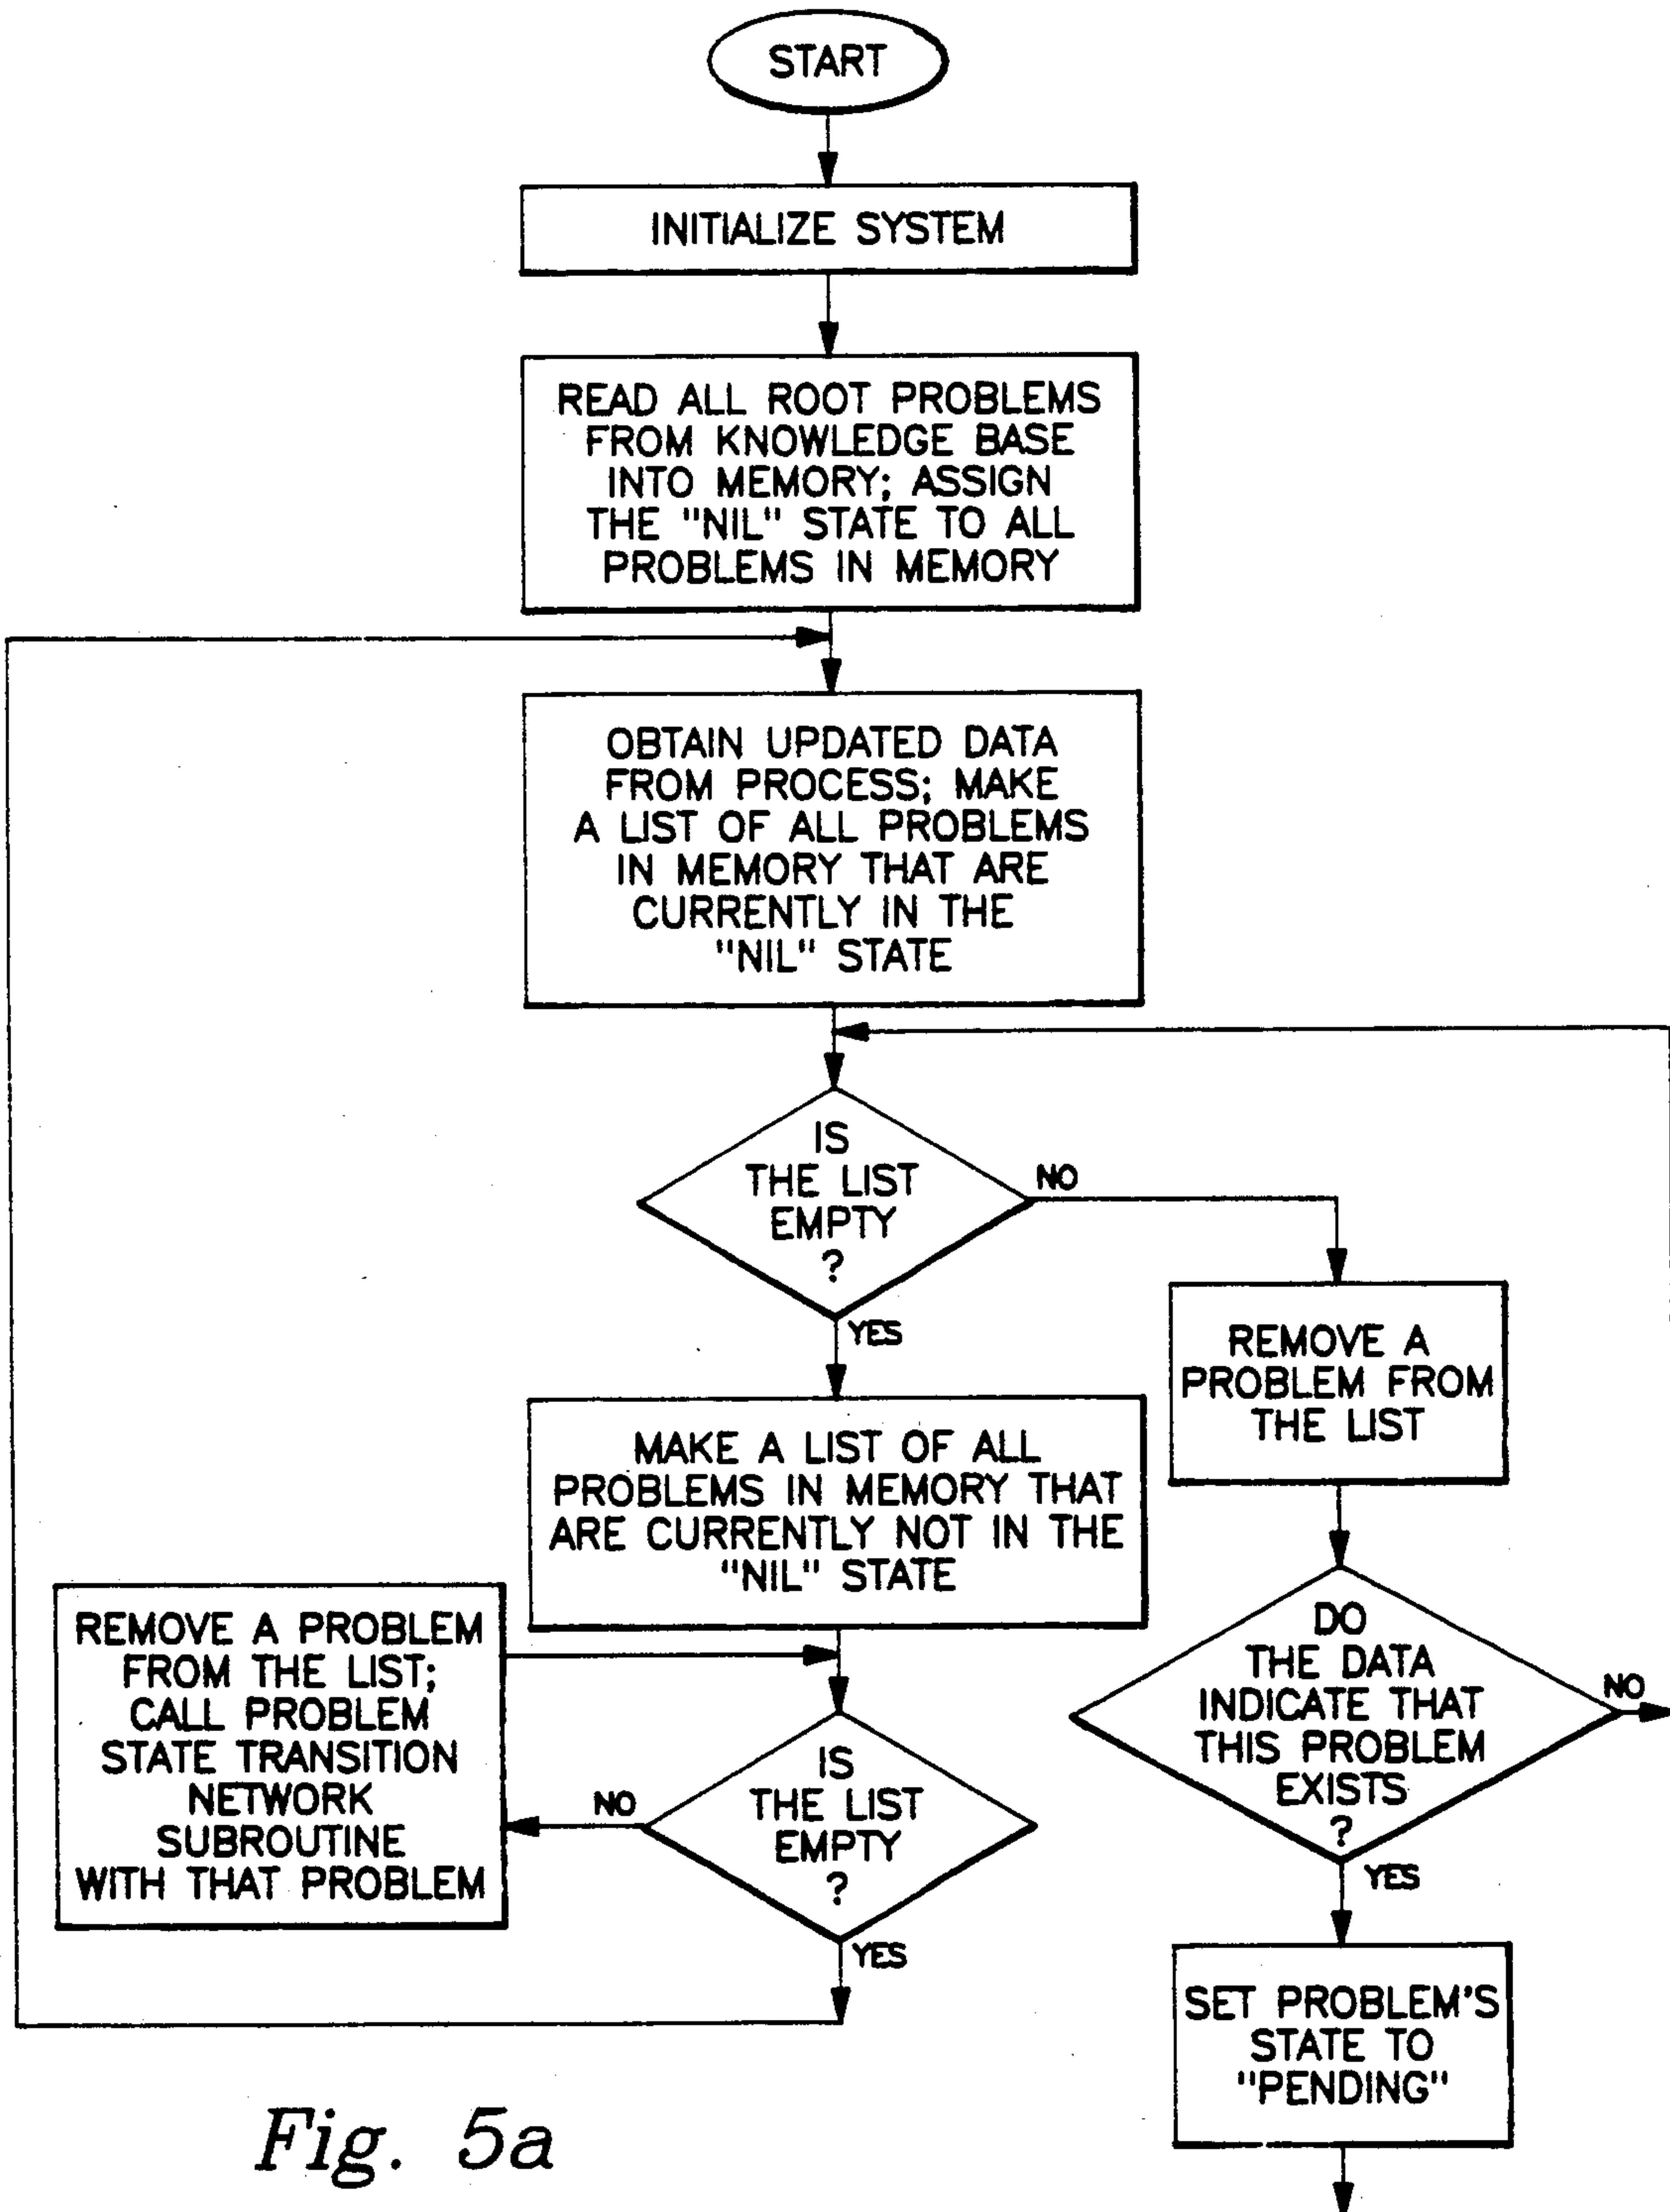 START
INITIALIZE SYSTEM
READ ALL ROOT PROBLEMS
FROM KNOWLEDGE BASE
INTO MEMORY; ASSIGN
THE "NIL" STATE TO ALL
PROBLEMS IN MEMORY
OBTAIN UPDATED DATA
FROM PROCESS; MAKE
A LIST OF ALL PROBLEMS
IN MEMORY THAT ARE
CURRENTLY IN THE
"NIL" STATE
IS
THE LIST
EMPTY
?
NO
YES
REMOVE A
PROBLEM FROM
THE LIST
MAKE A LIST OF ALL
PROBLEMS IN MEMORY THAT
ARE CURRENTLY NOT IN THE
"NIL" STATE
REMOVE A PROBLEM
FROM THE LIST;
CALL PROBLEM
STATE TRANSITION
NETWORK
SUBROUTINE
WITH THAT PROBLEM
NO
IS
THE LIST
EMPTY
?
YES
DO
THE DATA
INDICATE THAT
THIS PROBLEM
EXISTS
?
NO
YES
SET PROBLEM'S
STATE TO
"PENDING"
Fig. 5a